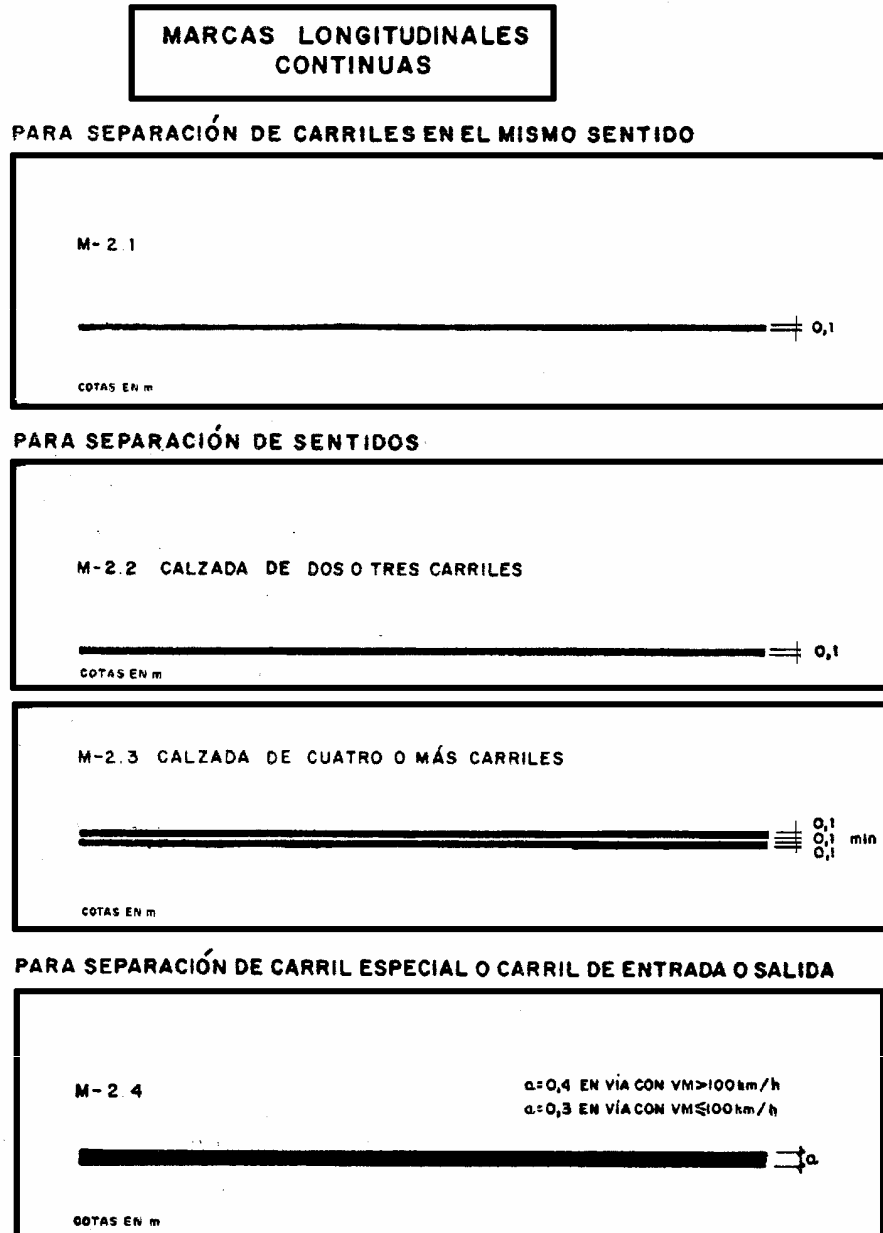 MARCAS LONGITUDINALES
CONTINUAS
PARA SEPARACIÓN DE CARRILES EN EL MISMO SENTIDO
M-2.1
0,1
COTAS EN m
PARA SEPARACIÓN DE SENTIDOS
M-2.2 CALZADA DE DOS O TRES CARRILES
0,1
COTAS EN m
M-2.3 CALZADA DE CUATRO O MÁS CARRILES
0,1
0,1 min
0,1
COTAS EN m
PARA SEPARACIÓN DE CARRIL ESPECIAL O CARRIL DE ENTRADA O SALIDA
M-2.4
a=0,4 EN VÍA CON VM>100km/h
a=0,3 EN VÍA CON VM≤100km/h
a
COTAS EN m